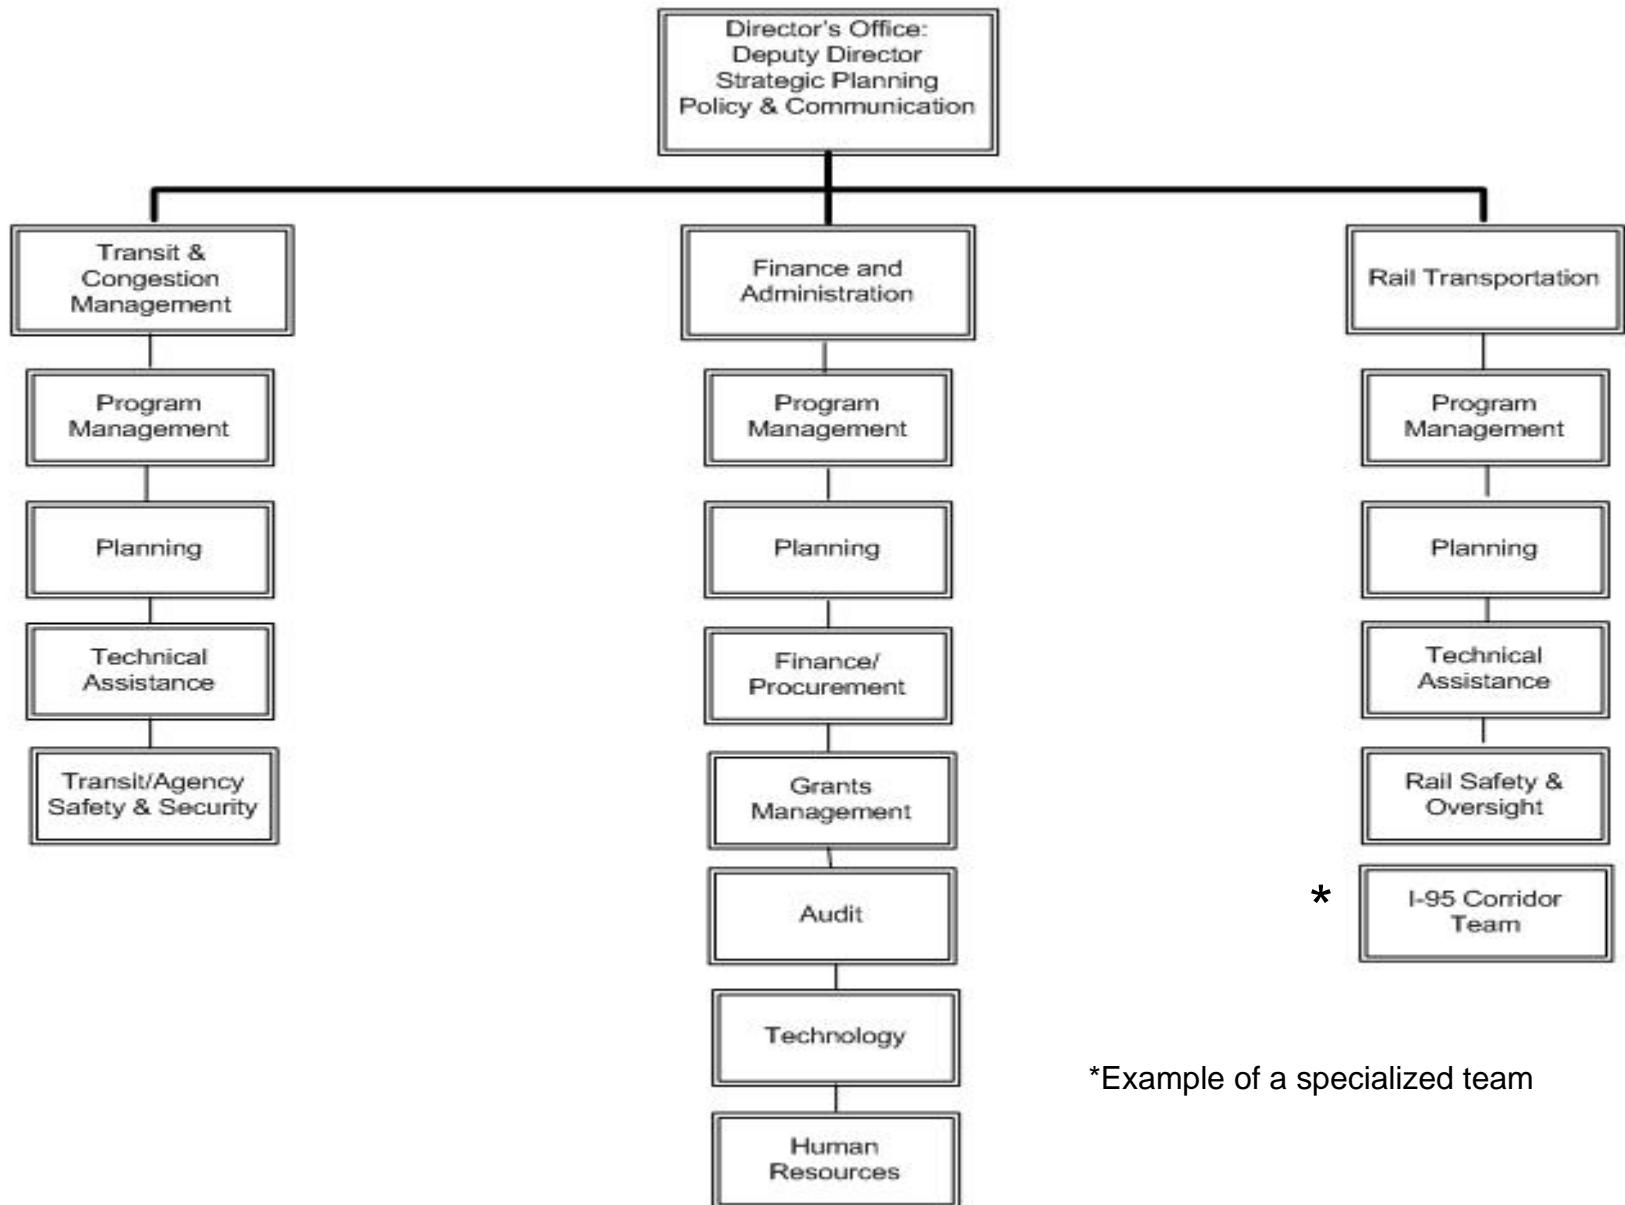 Director's Office:
Deputy Director
Strategic Planning
Policy & Communication
Transit &
Congestion
Management
Finance and
Administration
Rail Transportation
Program
Management
Program
Management
Program
Management
Planning
Planning
Planning
Technical
Assistance
Finance/
Procurement
Technical
Assistance
Transit/Agency
Safety & Security
Grants
Management
Rail Safety &
Oversight
Audit
*
I-95 Corridor
Team
Technology
*Example of a specialized team
Human
Resources